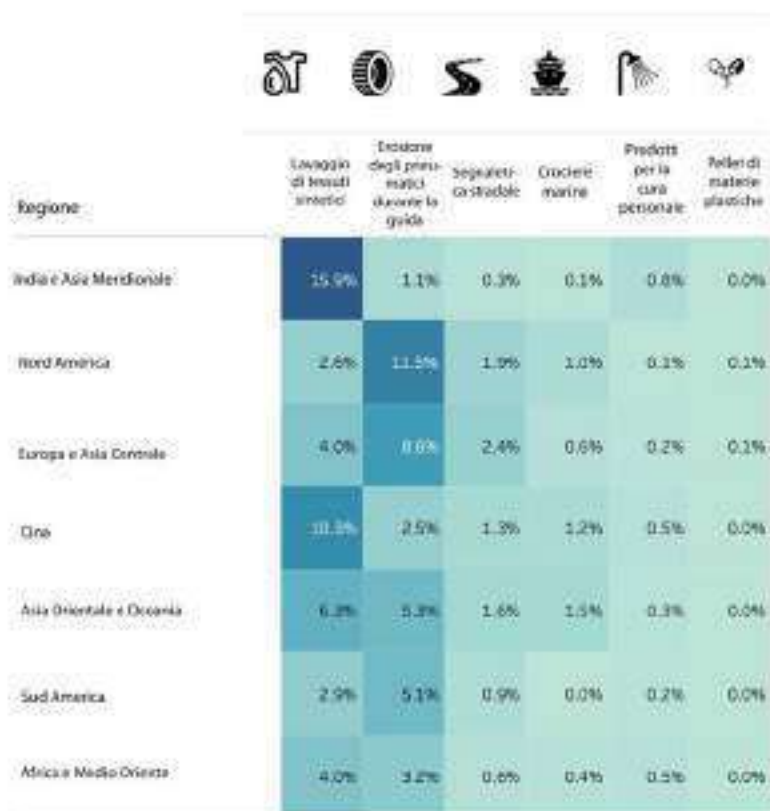 Regione
Lavaggio
di tessuti
sintetici
Erosione
degli pneu-
matici
durante la
guida
Segnaleti-
ca stradale
Crociere
marine
Prodotti
per la
cura
personale
Pellet di
materie
plastiche
India e Asia Meridionale 15.9% 1.1% 0.3% 0.1% 0.8% 0.0%
Nord America 2.6% 11.5% 1.9% 1.0% 0.1% 0.1%
Europa e Asia Centrale 4.0% 8.6% 2.4% 0.6% 0.2% 0.1%
Cina 10.3% 2.5% 1.3% 1.2% 0.5% 0.0%
Asia Orientale e Oceania 6.3% 5.3% 1.6% 1.5% 0.3% 0.0%
Sud America 2.9% 5.1% 0.9% 0.0% 0.2% 0.0%
Africa e Medio Oriente 4.0% 3.2% 0.6% 0.4% 0.5% 0.0%